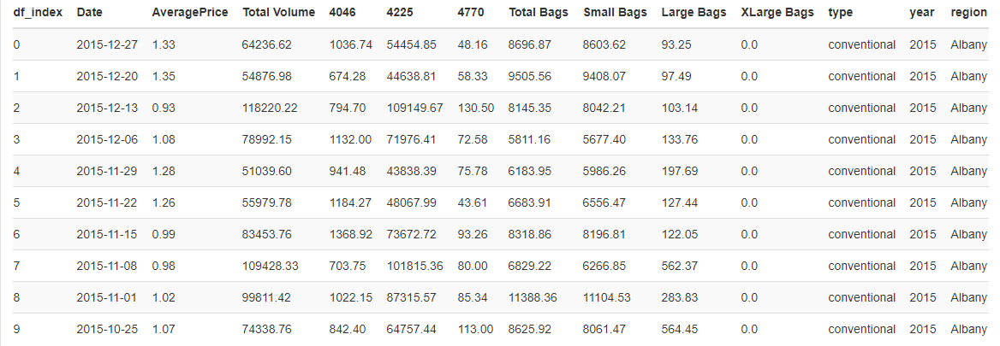 df_index Date AveragePrice Total Volume 4046 4225 4770 Total Bags Small Bags Large Bags XLarge Bags type year region
0 2015-12-27 1.33 64236.62 1036.74 54454.85 48.16 8696.87 8603.62 93.25 0.0 conventional 2015 Albany
1 2015-12-20 1.35 54876.98 674.28 44638.81 58.33 9505.56 9408.07 97.49 0.0 conventional 2015 Albany
2 2015-12-13 0.93 118220.22 794.70 109149.67 130.50 8145.35 8042.21 103.14 0.0 conventional 2015 Albany
3 2015-12-06 1.08 78992.15 1132.00 71976.41 72.58 5811.16 5677.40 133.76 0.0 conventional 2015 Albany
4 2015-11-29 1.28 51039.60 941.48 43838.39 75.78 6183.95 5986.26 197.69 0.0 conventional 2015 Albany
5 2015-11-22 1.26 55979.78 1184.27 48067.99 43.61 6683.91 6556.47 127.44 0.0 conventional 2015 Albany
6 2015-11-15 0.99 83453.76 1368.92 73672.72 93.26 8318.86 8196.81 122.05 0.0 conventional 2015 Albany
7 2015-11-08 0.98 109428.33 703.75 101815.36 80.00 6829.22 6266.85 562.37 0.0 conventional 2015 Albany
8 2015-11-01 1.02 99811.42 1022.15 87315.57 85.34 11388.36 11104.53 283.83 0.0 conventional 2015 Albany
9 2015-10-25 1.07 74338.76 842.40 64757.44 113.00 8625.92 8061.47 564.45 0.0 conventional 2015 Albany